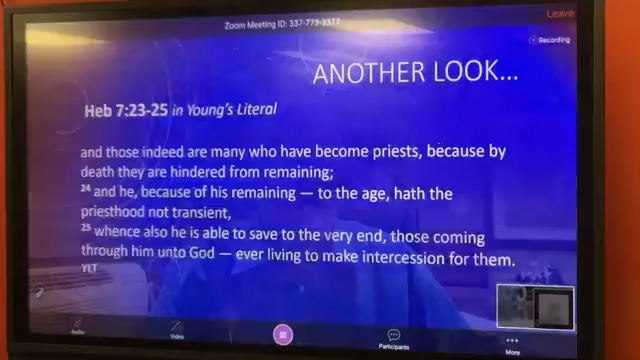 Zoom Meeting ID: 337-773-3377
Leave
Recording
ANOTHER LOOK...
Heb 7:23-25 in Young's Literal
and those indeed are many who have become priests, because by
death they are hindered from remaining;
24 and he, because of his remaining — to the age, hath the
priesthood not transient,
25 whence also he is able to save to the very end, those coming
through him unto God — ever living to make intercession for them.
YLT
Audio
Video
Participants
More